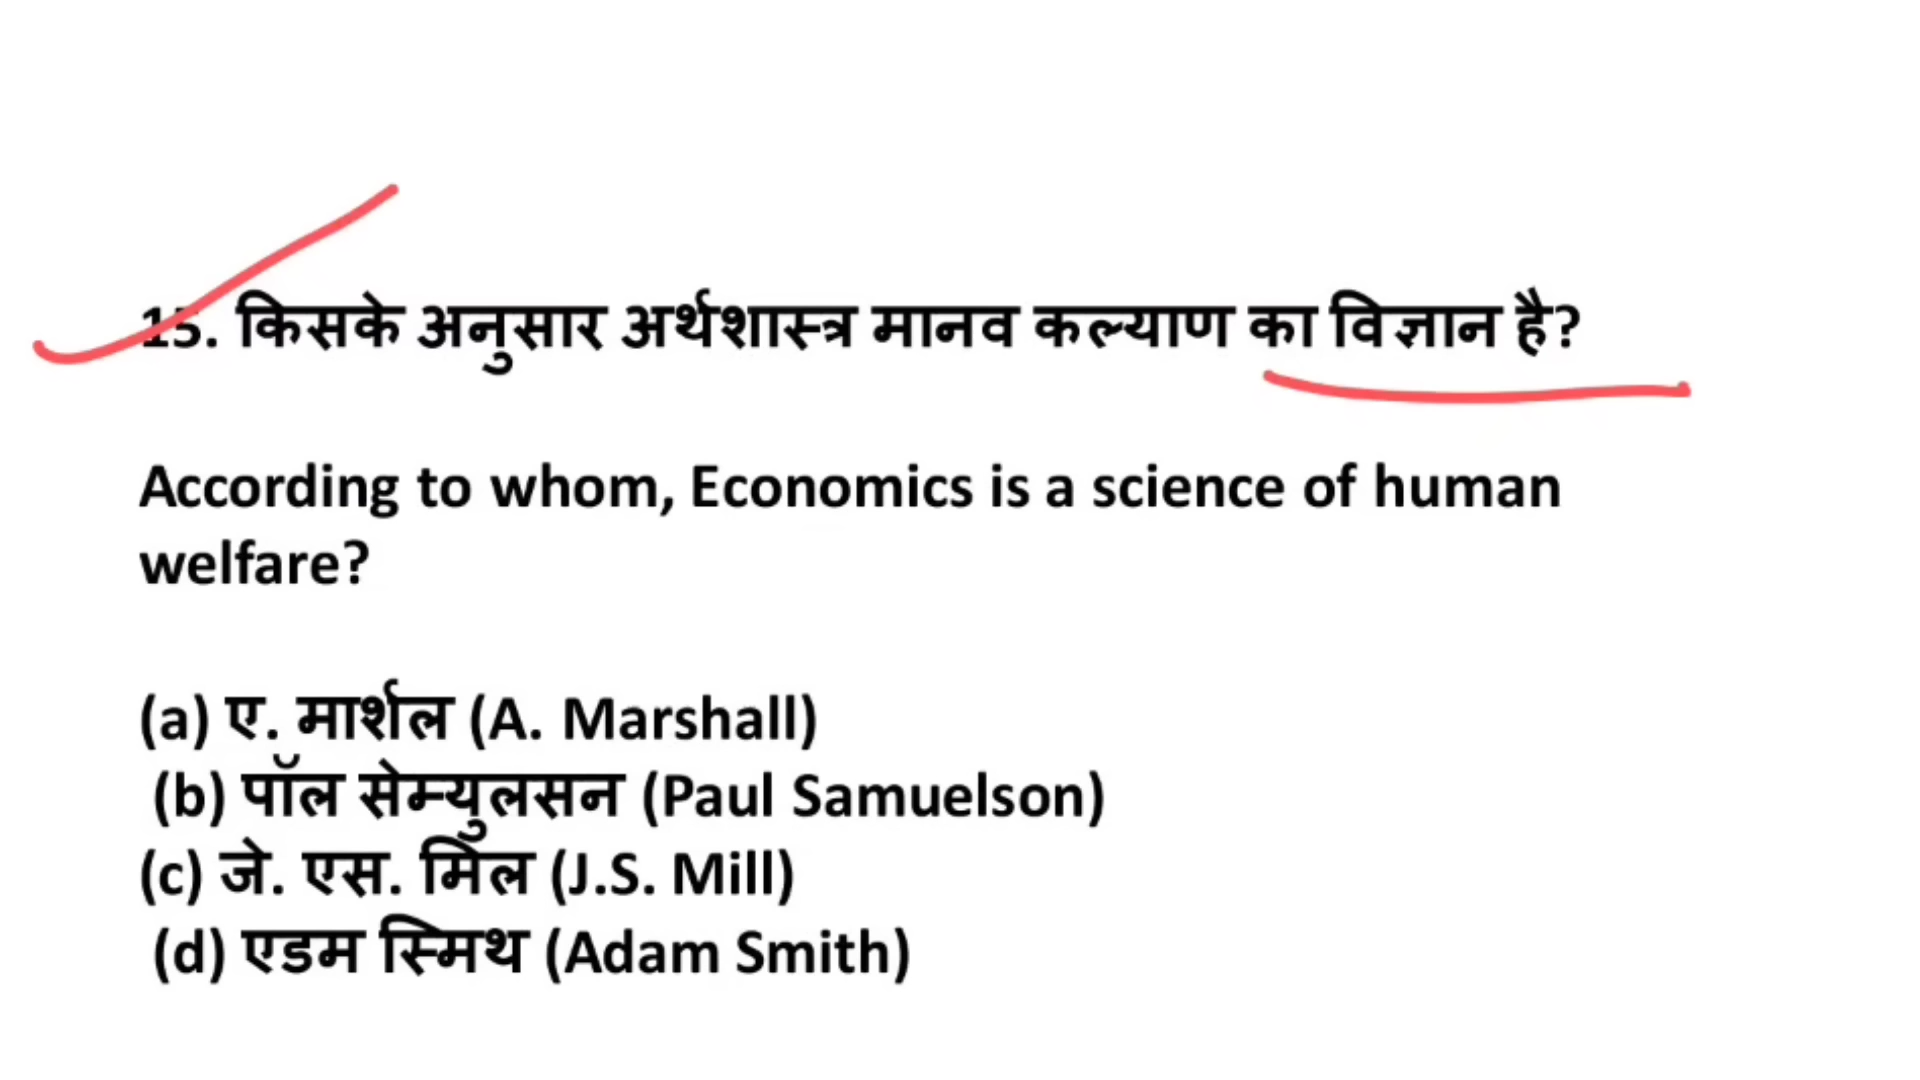 15. किसके अनुसार अर्थशास्त्र मानव कल्याण का विज्ञान है?
According to whom, Economics is a science of human
welfare?
(a) ए. मार्शल (A. Marshall)
(b) पॉल सेम्युलसन (Paul Samuelson)
(c) जे. एस. मिल (J.S. Mill)
(d) एडम स्मिथ (Adam Smith)